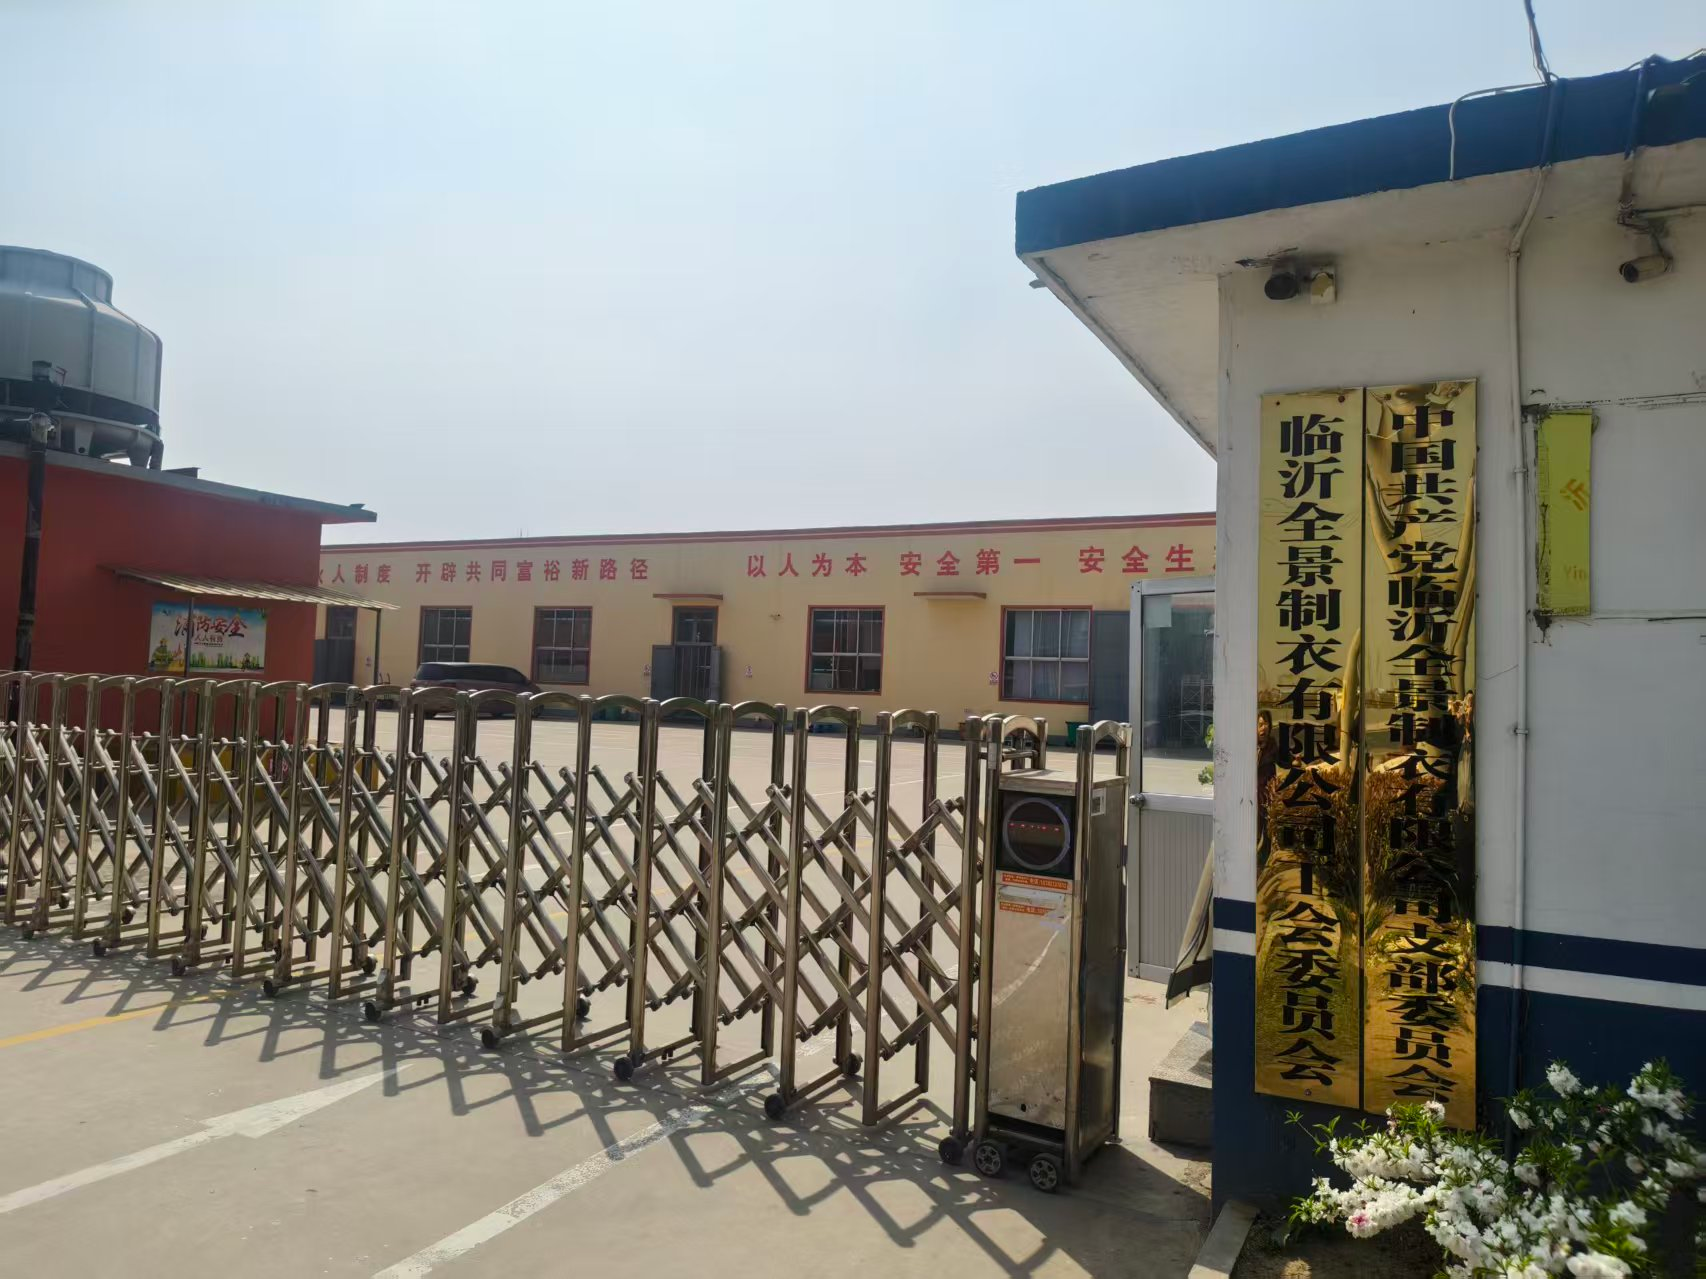 人制度 开辟共同富裕新路径
以人为本 安全第一 安全生
消防安全
人人有责
临沂全景制衣有限公司工会委员会
中国共产党临沂全景制衣有限公司支部委员会
沂
Yin